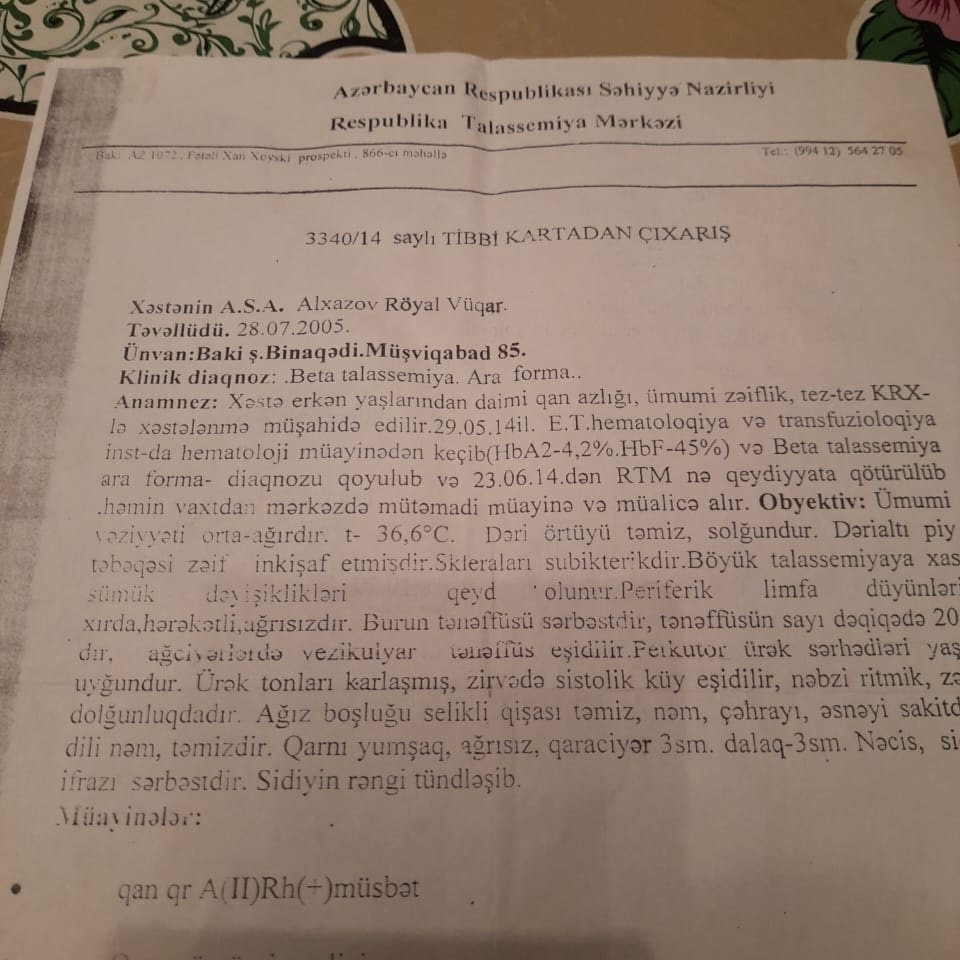 Azərbaycan Respublikası Səhiyyə Nazirliyi
Respublika Talassemiya Mərkəzi
Bakı AZ 1072, Fətəli Xan Xoyski prospekti, 866-cı məhəllə Tel.: (994 12) 564 27 05
3340/14 saylı TİBBİ KARTADAN ÇIXARIŞ
Xəstənin A.S.A. Alxazov Röyal Vüqar.
Təvəllüdü. 28.07.2005.
Ünvan:Baki ş.Binaqədi.Müşviqabad 85.
Klinik diaqnoz: .Beta talassemiya. Ara forma..
Anamnez: Xəstə erkən yaşlarından daimi qan azlığı, ümumi zəiflik, tez-tez KRX-
lə xəstələnmə müşahidə edilir.29.05.14il. E.T.hematoloqiya və transfuzioloqiya
inst-da hematoloji müayinədən keçib(HbA2-4,2%.HbF-45%) və Beta talassemiya
ara forma- diaqnozu qoyulub və 23.06.14.dən RTM nə qeydiyyata qötürülüb
.həmin vaxtdan mərkəzdə mütəmadi müayinə və müalicə alır. Obyektiv: Ümumi
vəziyyəti orta-ağırdır. t- 36,6°C. Dəri örtüyü təmiz, solğundur. Dərialtı piy
təbəqəsi zəif inkişaf etmişdir.Skleraları subikterikdir.Böyük talassemiyaya xas
sümük dəyişiklikləri qeyd olunur.Periferik limfa düyünləri
xırda,hərəkətli,ağrısızdır. Burun tənəffüsü sərbəstdir, tənəffüsün sayı dəqiqədə 20
dır, ağciyərlərdə vezikulyar tənəffüs eşidilir.Perkutor ürək sərhədləri yaş
uyğundur. Ürək tonları karlaşmış, zirvədə sistolik küy eşidilir, nəbzi ritmik, zə
dolğunluqdadır. Ağız boşluğu selikli qişası təmiz, nəm, çəhrayı, əsnəyi sakitd
dili nəm, təmizdir. Qarnı yumşaq, ağrısız, qaraciyər 3sm. dalaq-3sm. Nəcis, si
ifrazı sərbəstdir. Sidiyin rəngi tündləşib.
Müayinələr:
• qan qr A(II)Rh(+)müsbət